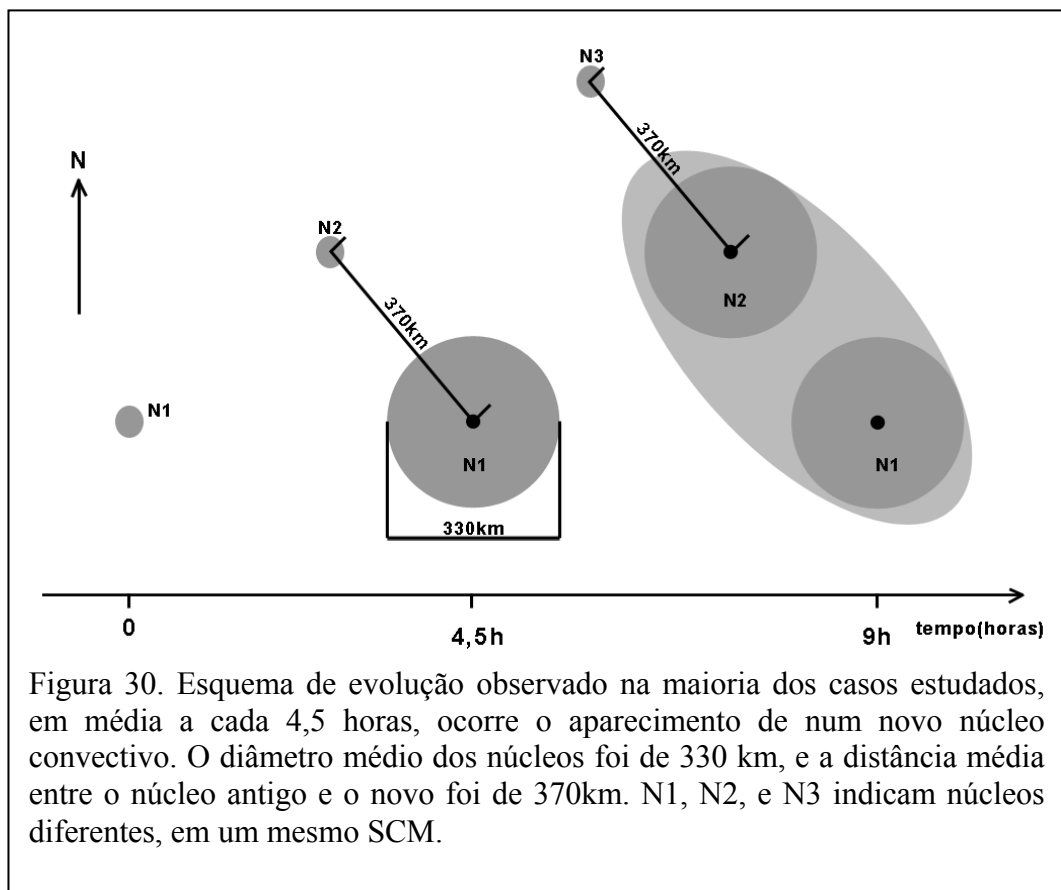 N3
370km
N
N2
N2
370km
N1
N1
N1
330km
0
4,5h
9h
tempo(horas)
Figura 30. Esquema de evolução observado na maioria dos casos estudados,
em média a cada 4,5 horas, ocorre o aparecimento de num novo núcleo
convectivo. O diâmetro médio dos núcleos foi de 330 km, e a distância média
entre o núcleo antigo e o novo foi de 370km. N1, N2, e N3 indicam núcleos
diferentes, em um mesmo SCM.